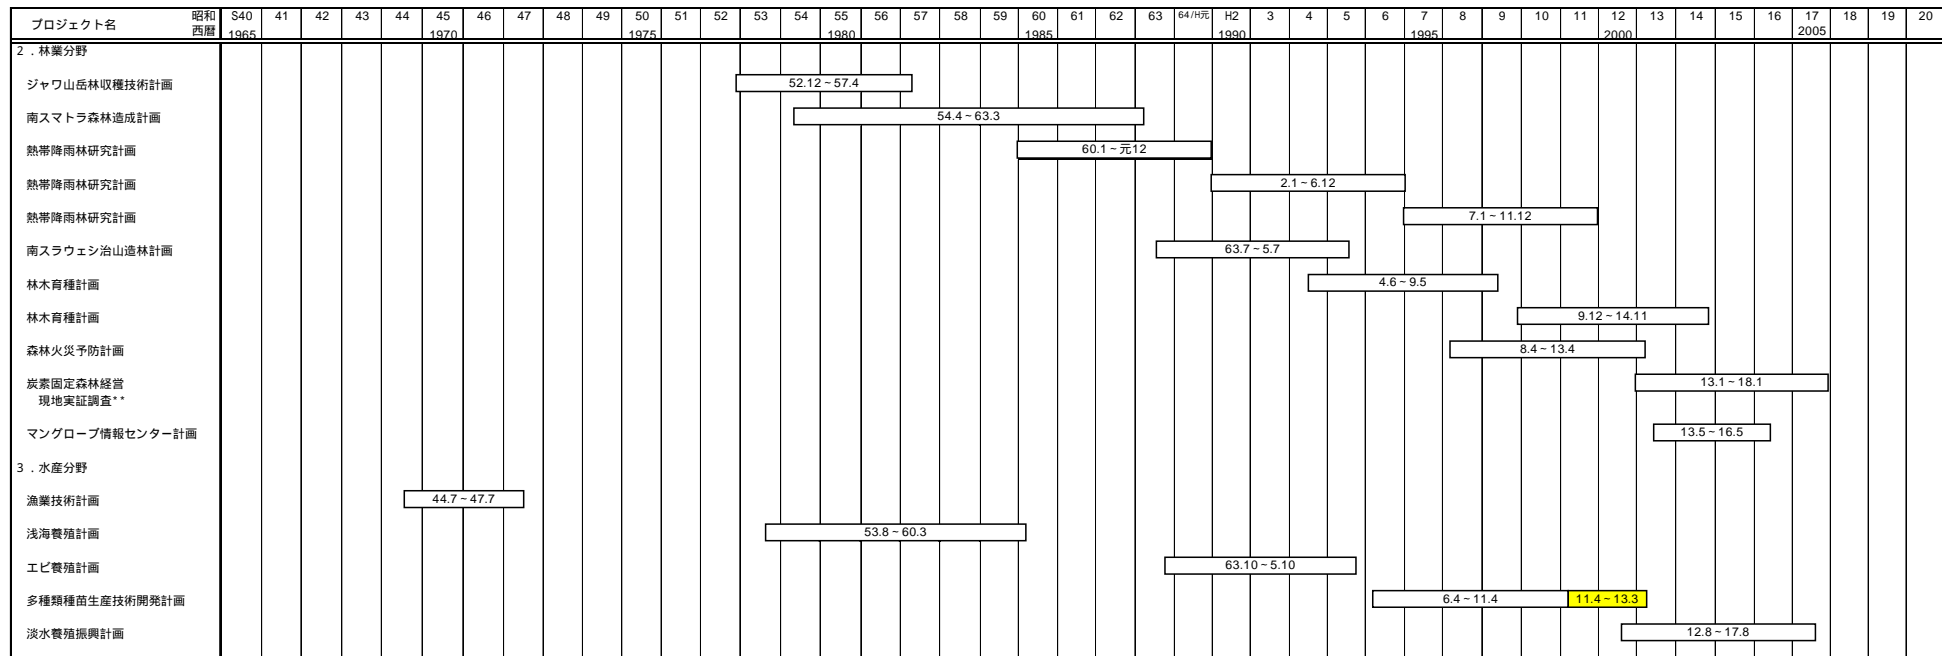 プロジェクト名 昭和 S40 41 42 43 44 45 46 47 48 49 50 51 52 53 54 55 56 57 58 59 60 61 62 63 64/H元 H2 3 4 5 6 7 8 9 10 11 12 13 14 15 16 17 18 19 20
西暦 1965 1970 1975 1980 1985 1990 1995 2000 2005
2．林業分野
ジャワ山岳林収穫技術計画 52.12～57.4
南スマトラ森林造成計画 54.4～63.3
熱帯降雨林研究計画 60.1～元12
熱帯降雨林研究計画 2.1～6.12
熱帯降雨林研究計画 7.1～11.12
南スラウェシ治山造林計画 63.7～5.7
林木育種計画 4.6～9.5
林木育種計画 9.12～14.11
森林火災予防計画 8.4～13.4
炭素固定森林経営 13.1～18.1
現地実証調査**
マングローブ情報センター計画 13.5～16.5
3．水産分野
漁業技術計画 44.7～47.7
浅海養殖計画 53.8～60.3
エビ養殖計画 63.10～5.10
多種類種苗生産技術開発計画 6.4～11.4 11.4～13.3
淡水養殖振興計画 12.8～17.8